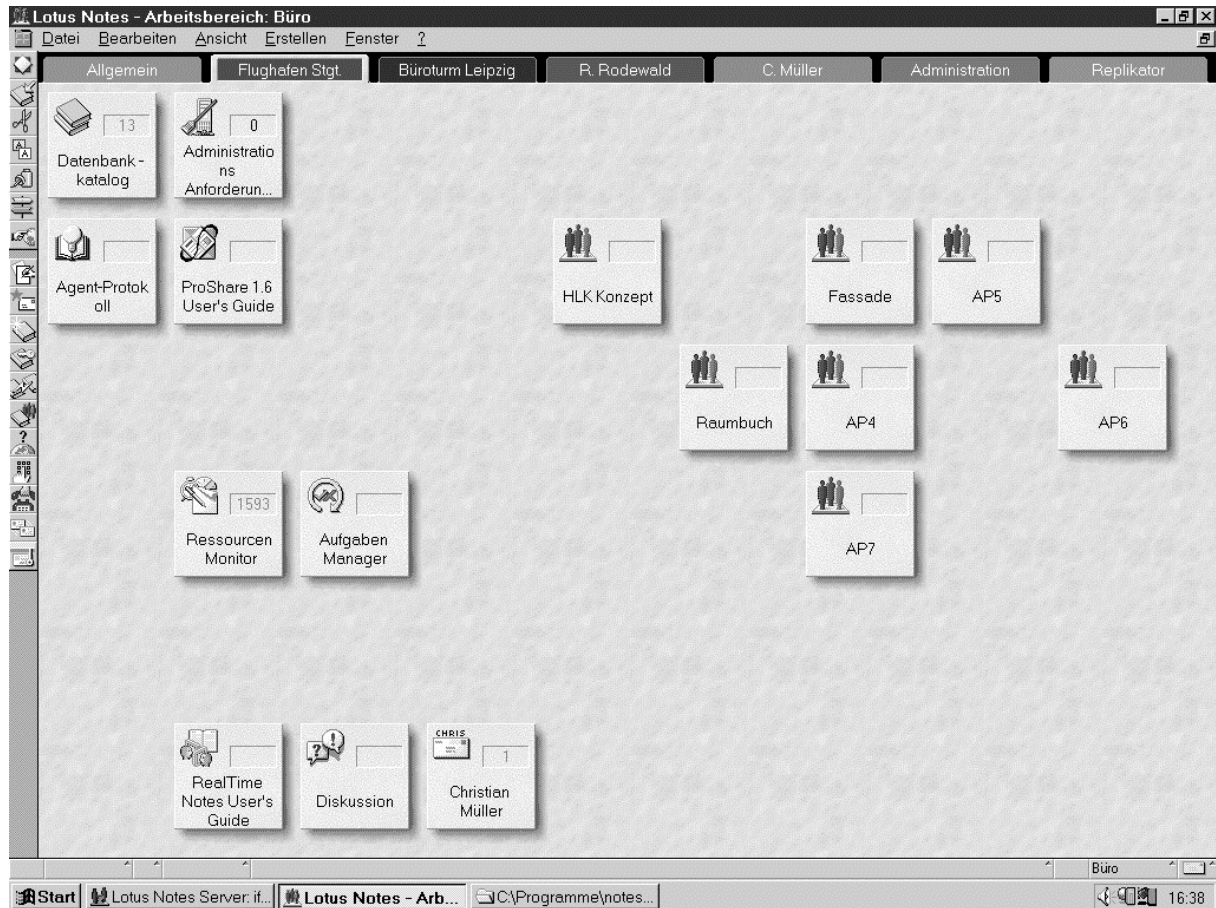 Lotus Notes - Arbeitsbereich: Büro
Datei Bearbeiten Ansicht Erstellen Fenster ?
Allgemein Flughafen Stgt. Büroturm Leipzig R. Rodewald C. Müller Administration Replikator
13
Datenbank-
katalog
0
Administratio
ns
Anforderun...
Agent-Protok
oll
ProShare 1.6
User's Guide
HLK Konzept
Fassade
AP5
Raumbuch
AP4
AP6
1593
Ressourcen
Monitor
Aufgaben
Manager
AP7
RealTime
Notes User's
Guide
Diskussion
CHRIS
1
Christian
Müller
Büro
Start Lotus Notes Server: if... Lotus Notes - Arb... C:\Programme\notes... 16:38